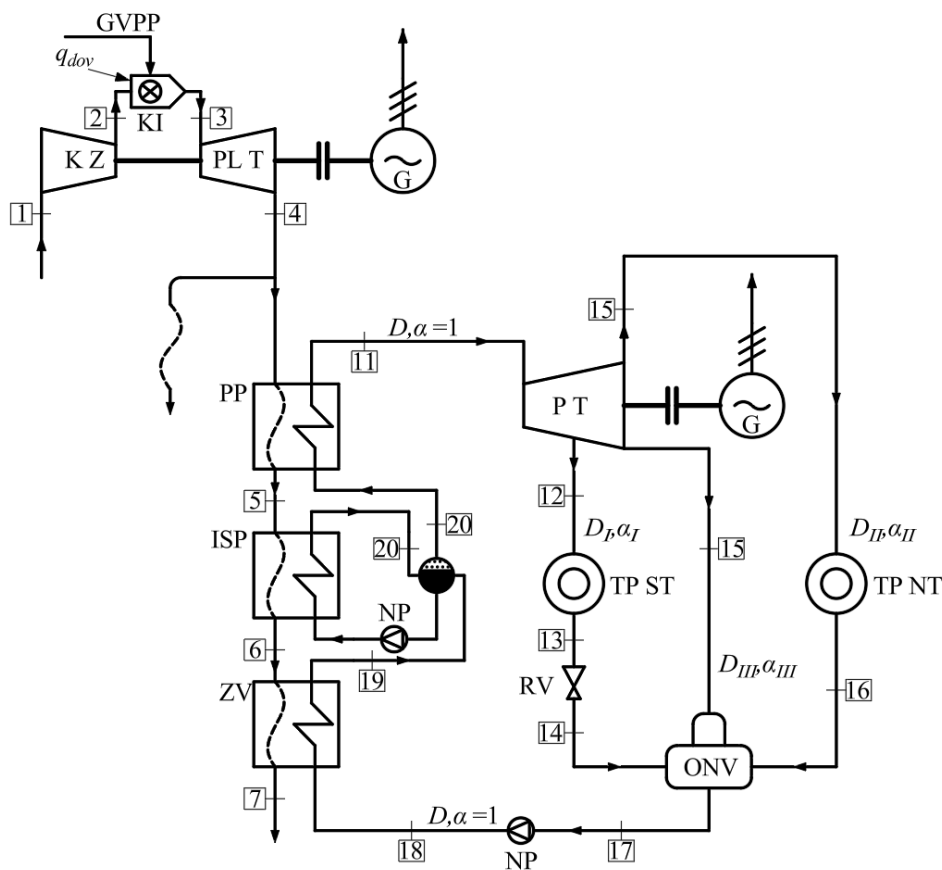 GVPP
q_dov
2
KI
3
K Z
PL T
G
1
4
15
D,α=1
11
PP
P T
G
5
12
20
D_I,α_I
D_II,α_II
ISP
20
15
TP ST
TP NT
NP
13
6
19
D_III,α_III
16
ZV
RV
14
ONV
7
D,α=1
18
NP
17